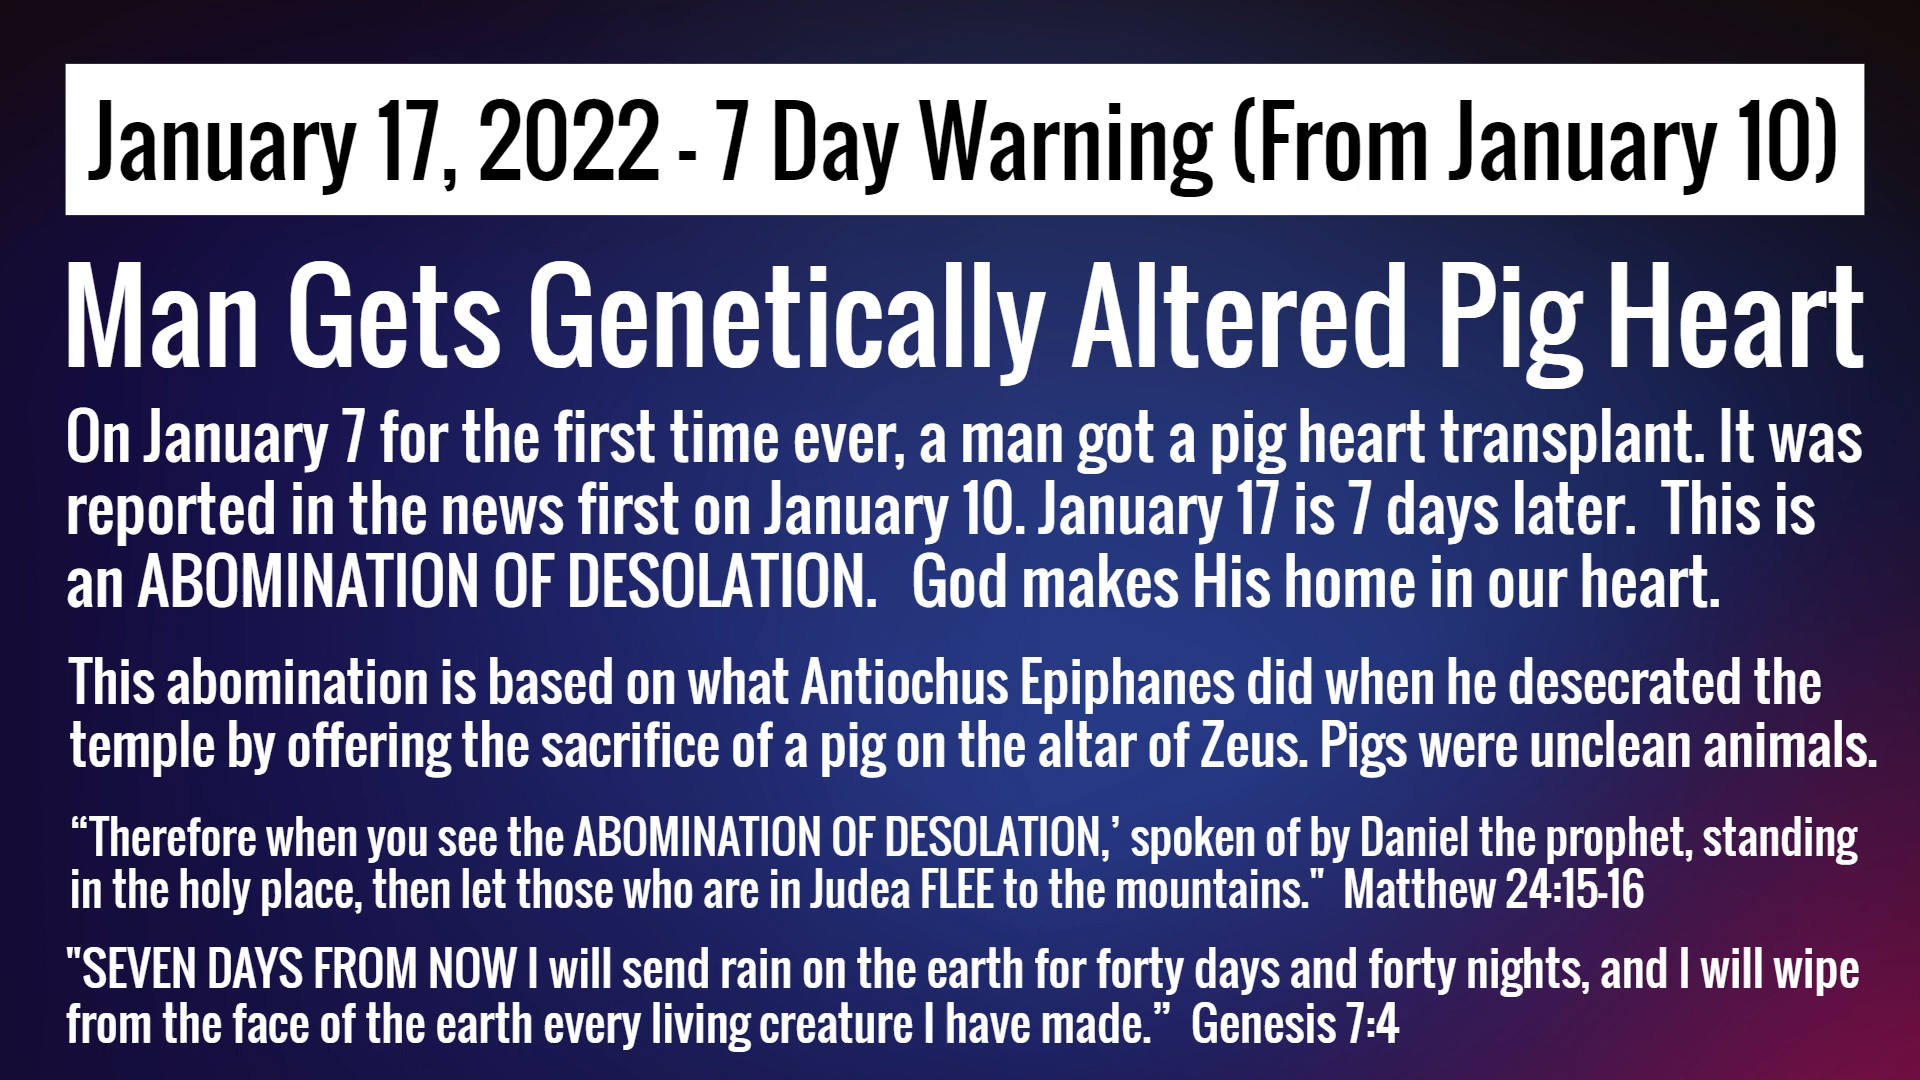 January 17, 2022 - 7 Day Warning (From January 10)
Man Gets Genetically Altered Pig Heart
On January 7 for the first time ever, a man got a pig heart transplant. It was
reported in the news first on January 10. January 17 is 7 days later.  This is
an ABOMINATION OF DESOLATION.   God makes His home in our heart.
This abomination is based on what Antiochus Epiphanes did when he desecrated the
temple by offering the sacrifice of a pig on the altar of Zeus. Pigs were unclean animals.
“Therefore when you see the ABOMINATION OF DESOLATION,’ spoken of by Daniel the prophet, standing
in the holy place, then let those who are in Judea FLEE to the mountains."  Matthew 24:15-16
"SEVEN DAYS FROM NOW I will send rain on the earth for forty days and forty nights, and I will wipe
from the face of the earth every living creature I have made.”  Genesis 7:4